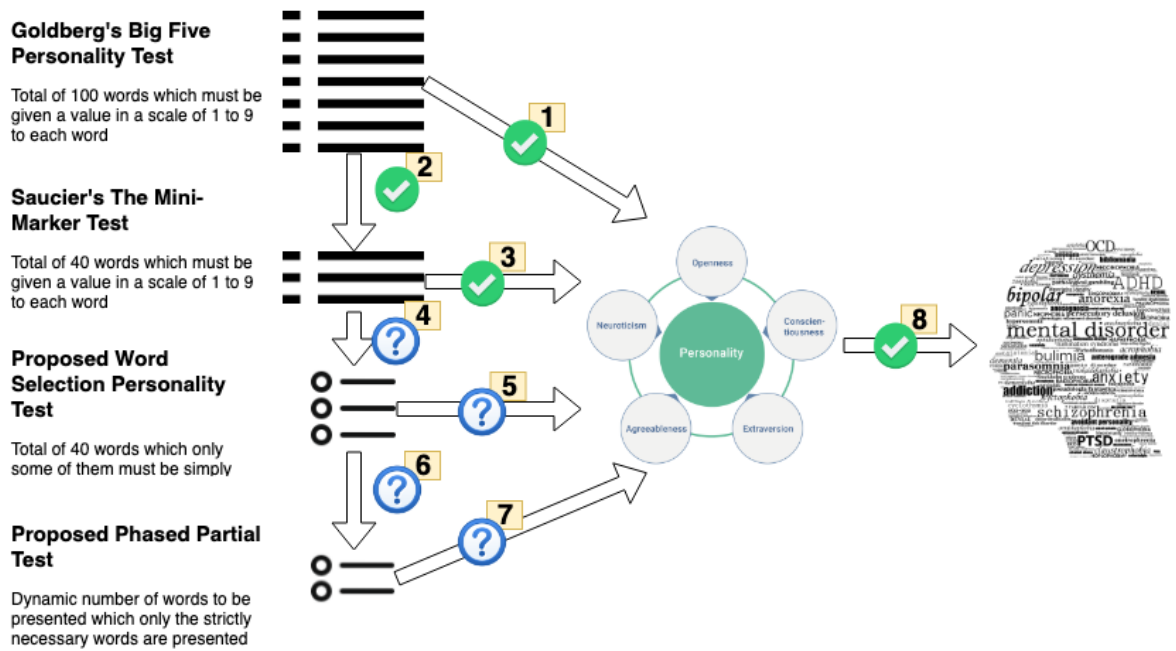 Goldberg's Big Five
Personality Test
Total of 100 words which must be
given a value in a scale of 1 to 9
to each word
1
2
Saucier's The Mini-
Marker Test
Total of 40 words which must be
given a value in a scale of 1 to 9
to each word
3
4
Proposed Word
Selection Personality
Test
Total of 40 words which only
some of them must be simply
5
6
Proposed Phased Partial
Test
Dynamic number of words to be
presented which only the strictly
necessary words are presented
7
Openness
Neuroticism
Conscien-
tiousness
Personality
Agreeableness
Extraversion
8
OCD
depression
ADHD
bipolar
anorexia
panic
mental disorder
bulimia
parasomnia
anxiety
addiction
schizophrenia
PTSD